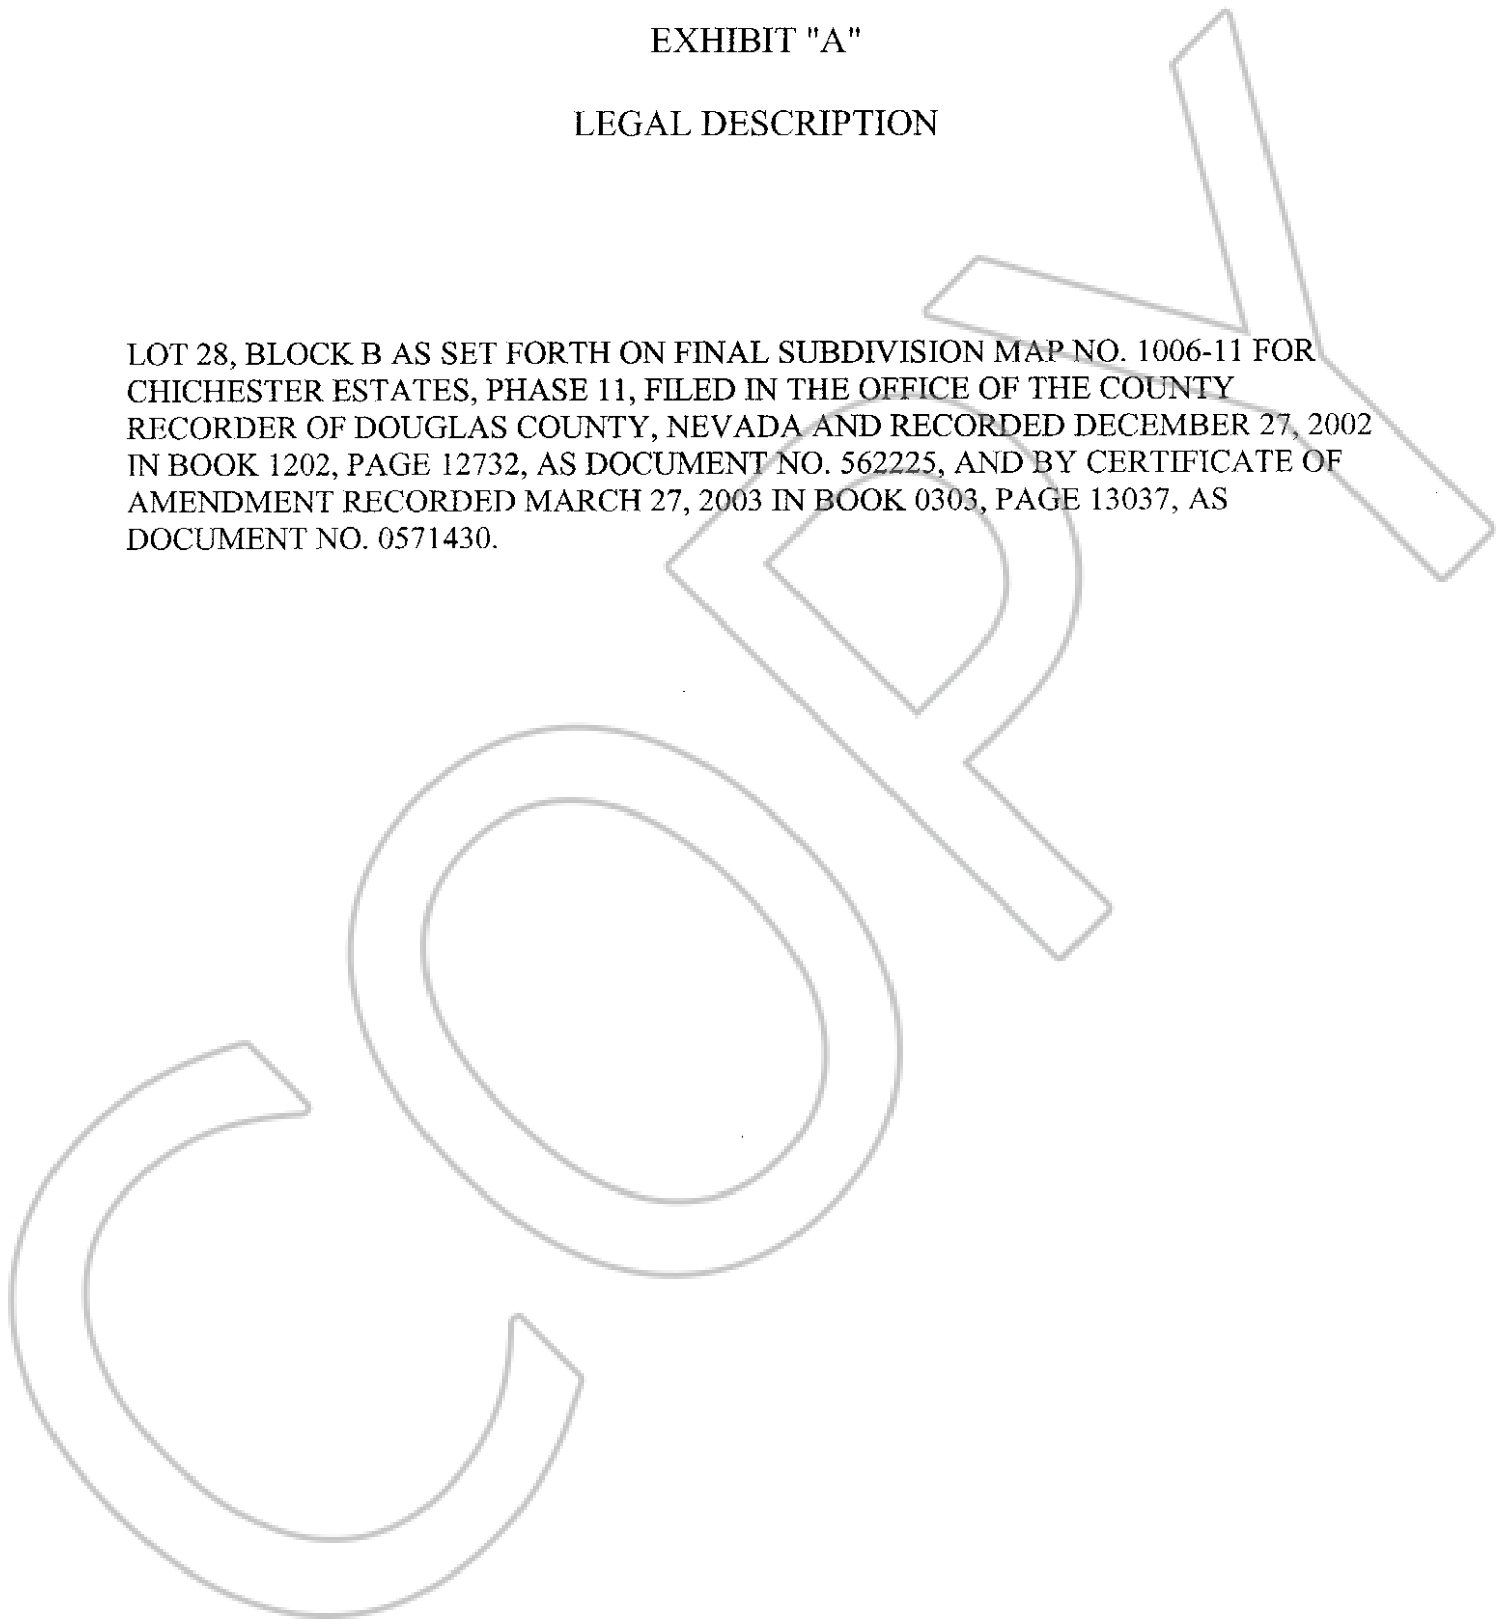 EXHIBIT "A"
LEGAL DESCRIPTION
LOT 28, BLOCK B AS SET FORTH ON FINAL SUBDIVISION MAP NO. 1006-11 FOR
CHICHESTER ESTATES, PHASE 11, FILED IN THE OFFICE OF THE COUNTY
RECORDER OF DOUGLAS COUNTY, NEVADA AND RECORDED DECEMBER 27, 2002
IN BOOK 1202, PAGE 12732, AS DOCUMENT NO. 562225, AND BY CERTIFICATE OF
AMENDMENT RECORDED MARCH 27, 2003 IN BOOK 0303, PAGE 13037, AS
DOCUMENT NO. 0571430.
COPY